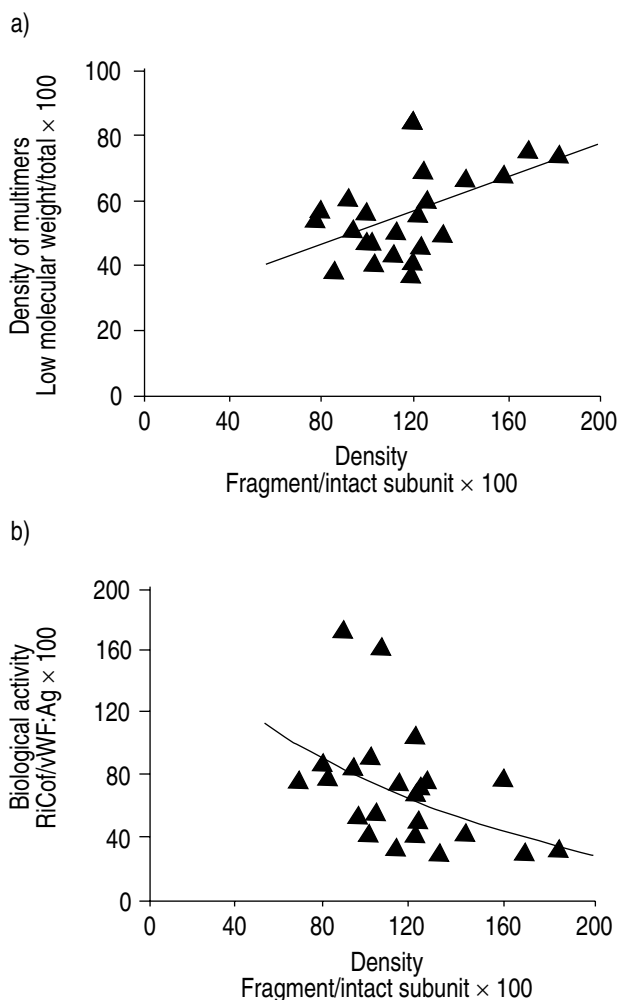 a)
100
80
60
40
20
0
Density of multimers
Low molecular weight/total × 100
0 40 80 120 160 200
Density
Fragment/intact subunit × 100
b)
200
160
120
80
40
0
Biological activity
RiCof/vWF:Ag × 100
0 40 80 120 160 200
Density
Fragment/intact subunit × 100